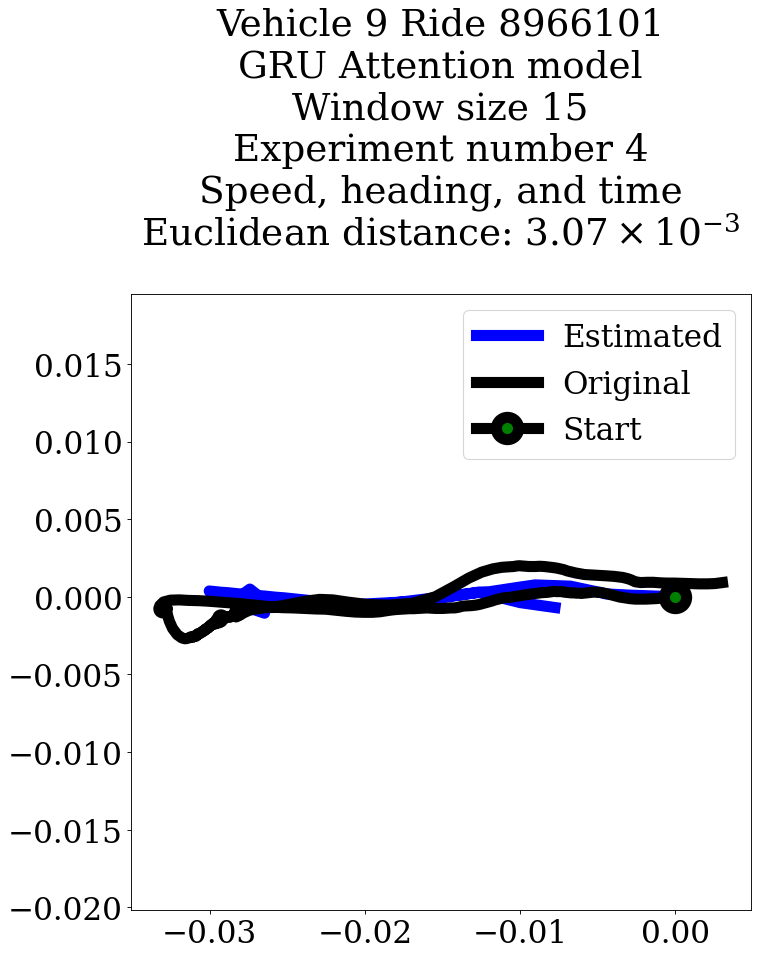 Vehicle 9 Ride 8966101
GRU Attention model
Window size 15
Experiment number 4
Speed, heading, and time
Euclidean distance: 3.07 × 10⁻³
Estimated
Original
Start
0.015
0.010
0.005
0.000
−0.005
−0.010
−0.015
−0.020
−0.03 −0.02 −0.01 0.00